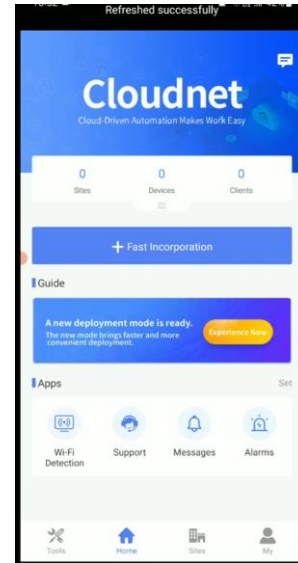 Refreshed successfully
Cloudnet
Cloud-Driven Automation Makes Work Easy
0 0 0
Sites Devices Clients
+ Fast Incorporation
Guide
A new deployment mode is ready.
The new mode brings faster and more
convenient deployment.
Experience Now
Apps Set
Wi-Fi
Detection
Support Messages Alarms
Tools Home Sites My